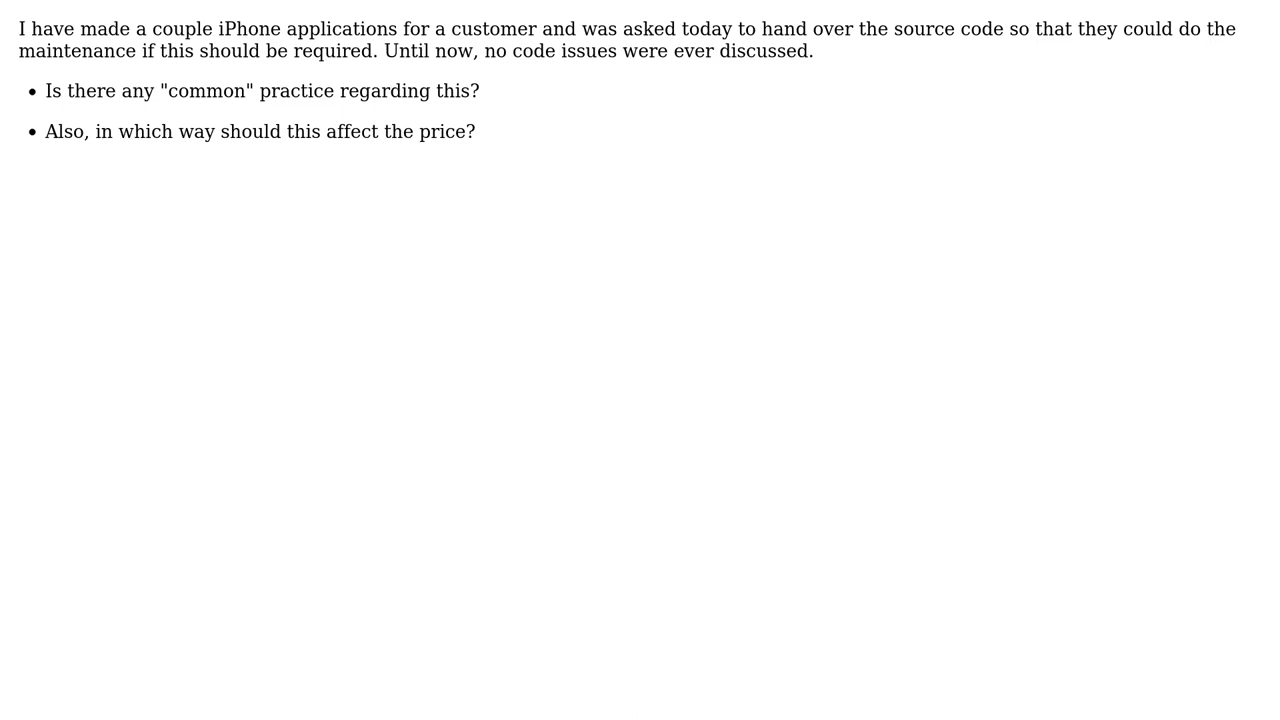 I have made a couple iPhone applications for a customer and was asked today to hand over the source code so that they could do the
maintenance if this should be required. Until now, no code issues were ever discussed.
• Is there any "common" practice regarding this?
• Also, in which way should this affect the price?